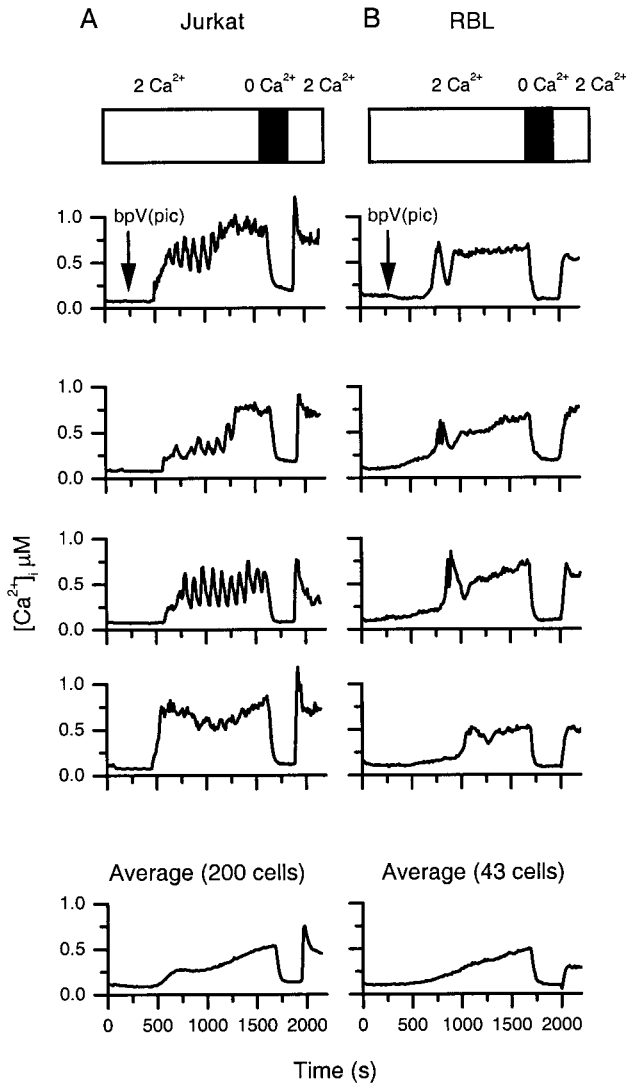 A Jurkat B RBL
2 Ca²⁺ 0 Ca²⁺ 2 Ca²⁺ 2 Ca²⁺ 0 Ca²⁺ 2 Ca²⁺
bpV(pic) bpV(pic)
1.0
0.5
0.0
1.0
0.5
0.0
1.0
0.5
0.0
1.0
0.5
0.0
[Ca²⁺]ᵢ μM
Average (200 cells) Average (43 cells)
1.0
0.5
0.0
0 500 1000 1500 2000 0 500 1000 1500 2000
Time (s)